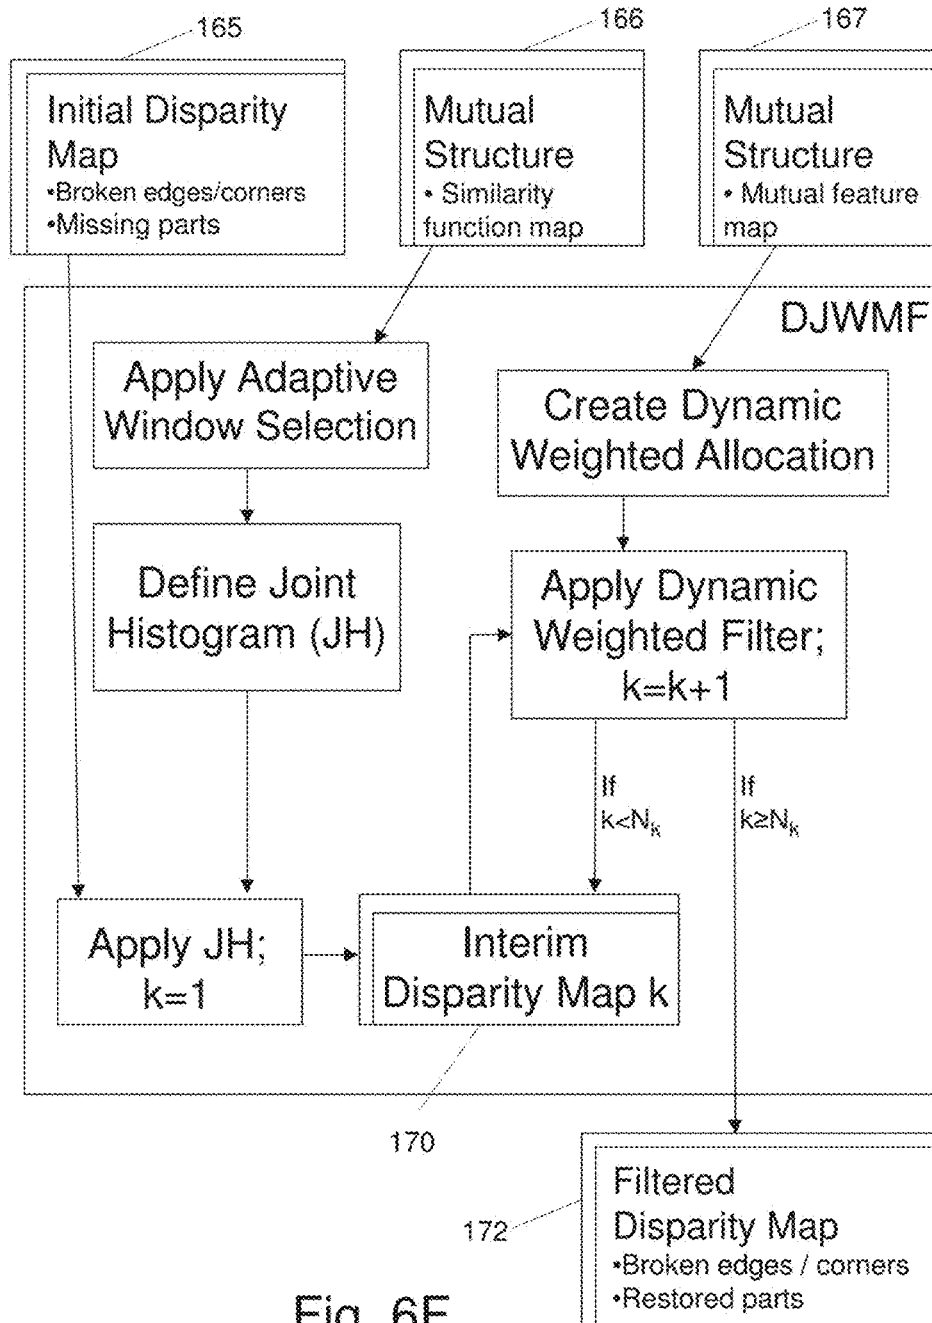 165
166
167
Initial Disparity
Map
•Broken edges/corners
•Missing parts
Mutual
Structure
• Similarity
function map
Mutual
Structure
• Mutual feature
map
DJWMF
Apply Adaptive
Window Selection
Create Dynamic
Weighted Allocation
Define Joint
Histogram (JH)
Apply Dynamic
Weighted Filter;
k=k+1
If
k<Nk
If
k≥Nk
Apply JH;
k=1
Interim
Disparity Map k
170
172
Filtered
Disparity Map
•Broken edges / corners
•Restored parts
Fig. 6E